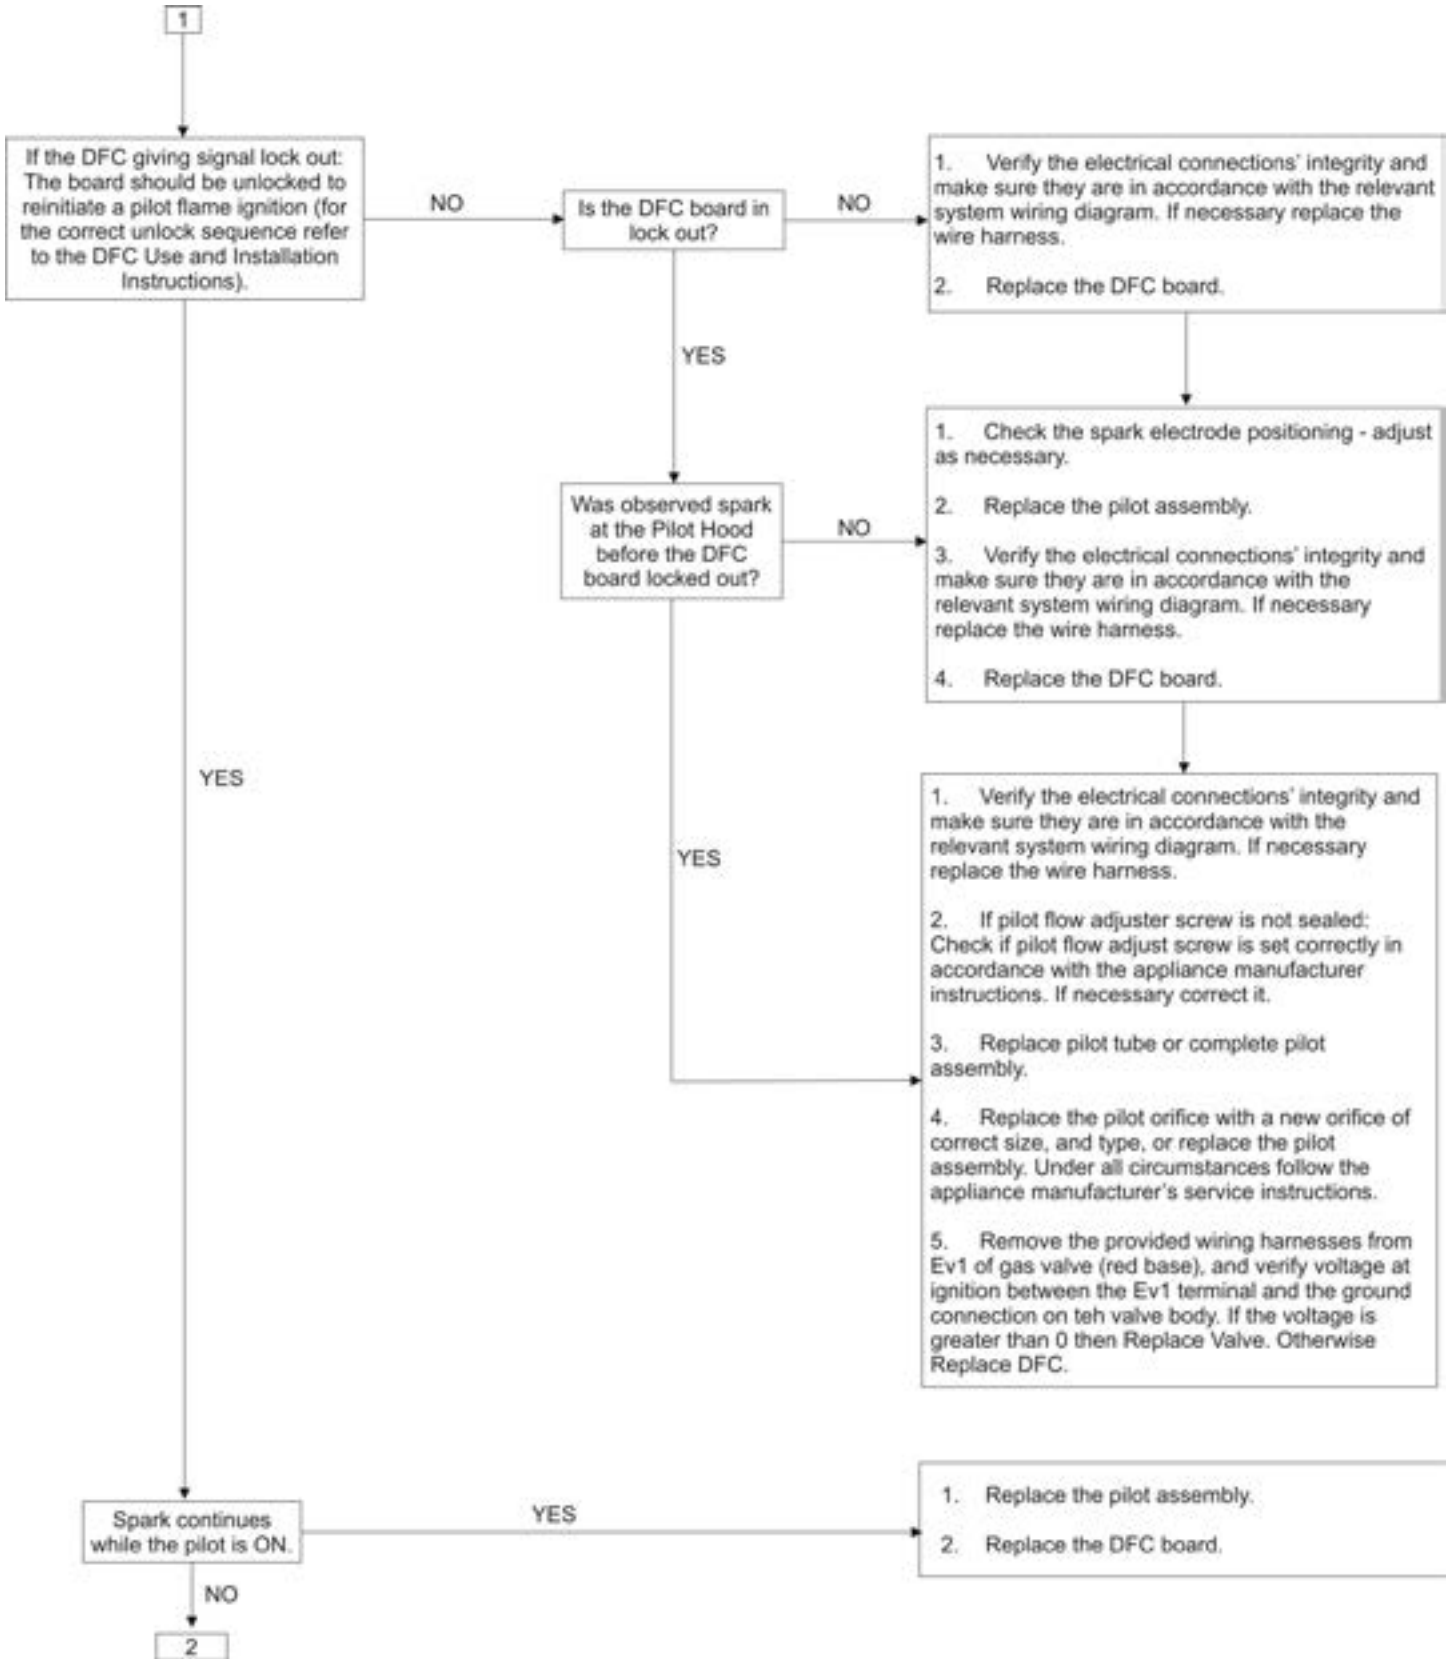 1
If the DFC giving signal lock out:
The board should be unlocked to
reinitiate a pilot flame ignition (for
the correct unlock sequence refer
to the DFC Use and Installation
Instructions).
NO
Is the DFC board in
lock out?
NO
1. Verify the electrical connections' integrity and
make sure they are in accordance with the relevant
system wiring diagram. If necessary replace the
wire harness.
2. Replace the DFC board.
YES
Was observed spark
at the Pilot Hood
before the DFC
board locked out?
NO
1. Check the spark electrode positioning - adjust
as necessary.
2. Replace the pilot assembly.
3. Verify the electrical connections' integrity and
make sure they are in accordance with the
relevant system wiring diagram. If necessary
replace the wire harness.
4. Replace the DFC board.
YES
YES
1. Verify the electrical connections' integrity and
make sure they are in accordance with the
relevant system wiring diagram. If necessary
replace the wire harness.
2. If pilot flow adjuster screw is not sealed:
Check if pilot flow adjust screw is set correctly in
accordance with the appliance manufacturer
instructions. If necessary correct it.
3. Replace pilot tube or complete pilot
assembly.
4. Replace the pilot orifice with a new orifice of
correct size, and type, or replace the pilot
assembly. Under all circumstances follow the
appliance manufacturer's service instructions.
5. Remove the provided wiring harnesses from
Ev1 of gas valve (red base), and verify voltage at
ignition between the Ev1 terminal and the ground
connection on teh valve body. If the voltage is
greater than 0 then Replace Valve. Otherwise
Replace DFC.
Spark continues
while the pilot is ON.
YES
1. Replace the pilot assembly.
2. Replace the DFC board.
NO
2